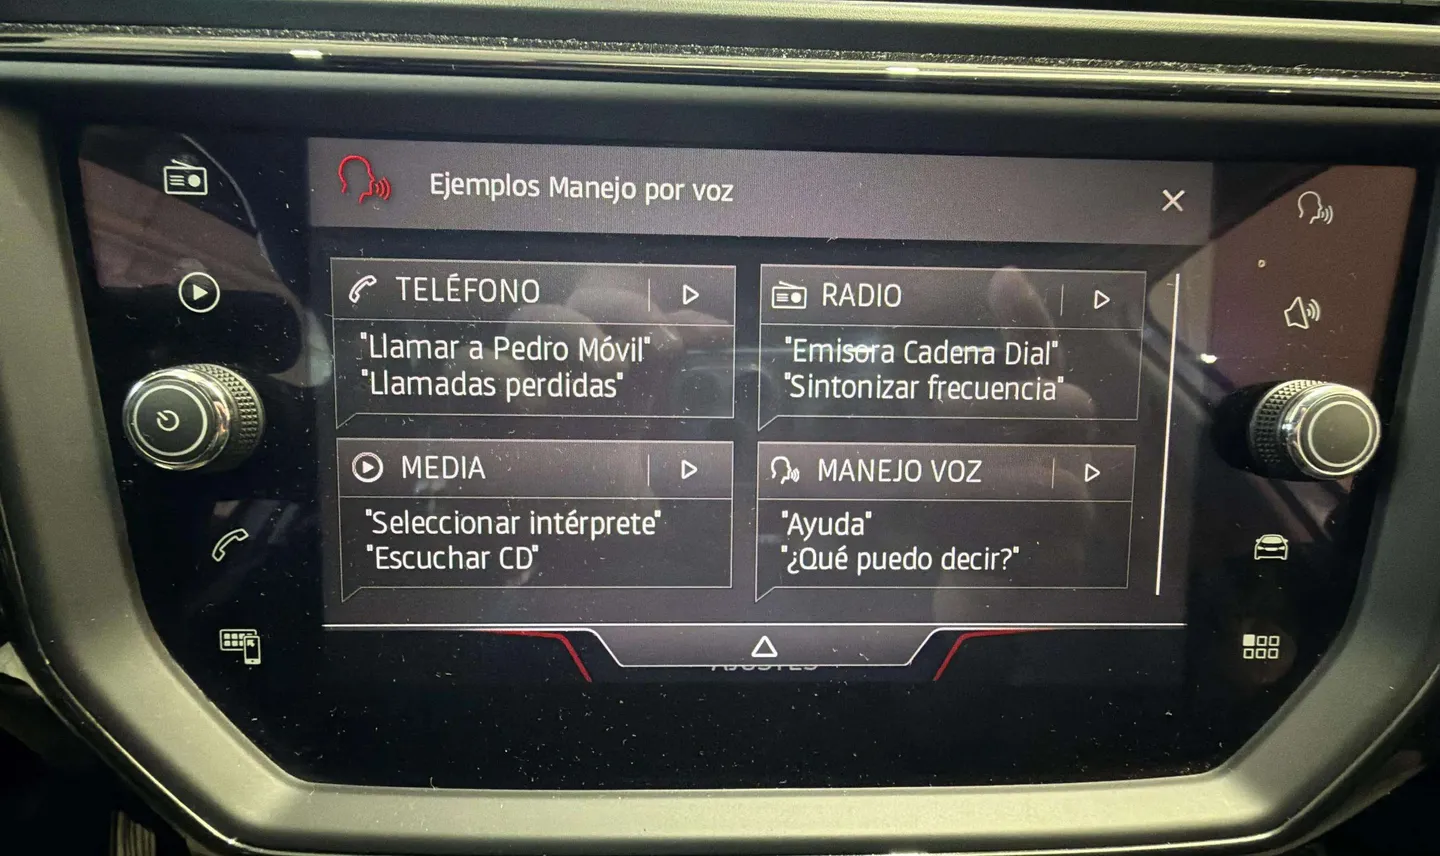 Ejemplos Manejo por voz
TELÉFONO
"Llamar a Pedro Móvil"
"Llamadas perdidas"
RADIO
"Emisora Cadena Dial"
"Sintonizar frecuencia"
MEDIA
"Seleccionar intérprete"
"Escuchar CD"
MANEJO VOZ
"Ayuda"
"¿Qué puedo decir?"
AJUSTES